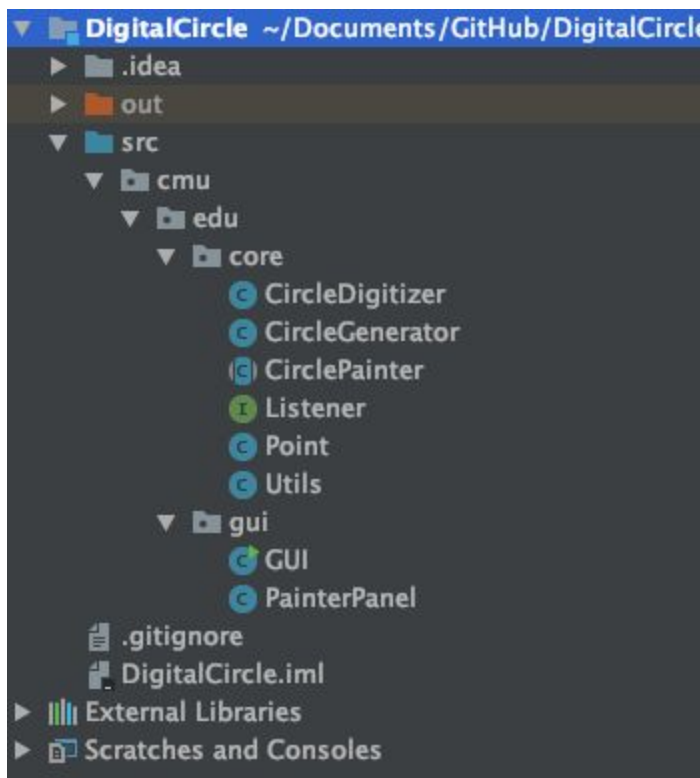 DigitalCircle ~/Documents/GitHub/DigitalCircle
.idea
out
src
cmu
edu
core
C CircleDigitizer
C CircleGenerator
C CirclePainter
I Listener
C Point
C Utils
gui
C GUI
C PainterPanel
.gitignore
DigitalCircle.iml
External Libraries
Scratches and Consoles